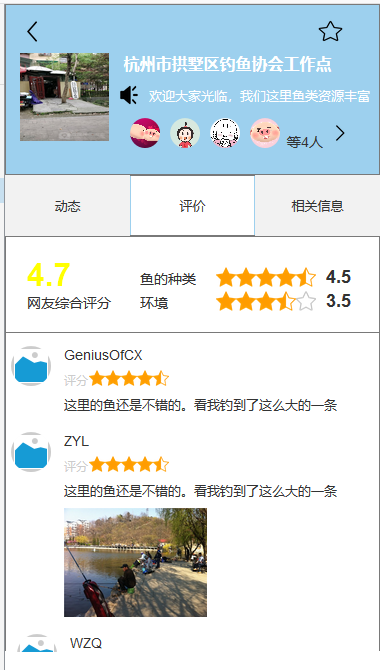 杭州市拱墅区钓鱼协会工作点
欢迎大家光临，我们这里鱼类资源丰富
等4人
动态 评价 相关信息
4.7 鱼的种类 4.5
网友综合评分 环境 3.5
GeniusOfCX
评分
这里的鱼还是不错的。看我钓到了这么大的一条
ZYL
评分
这里的鱼还是不错的。看我钓到了这么大的一条
WZQ